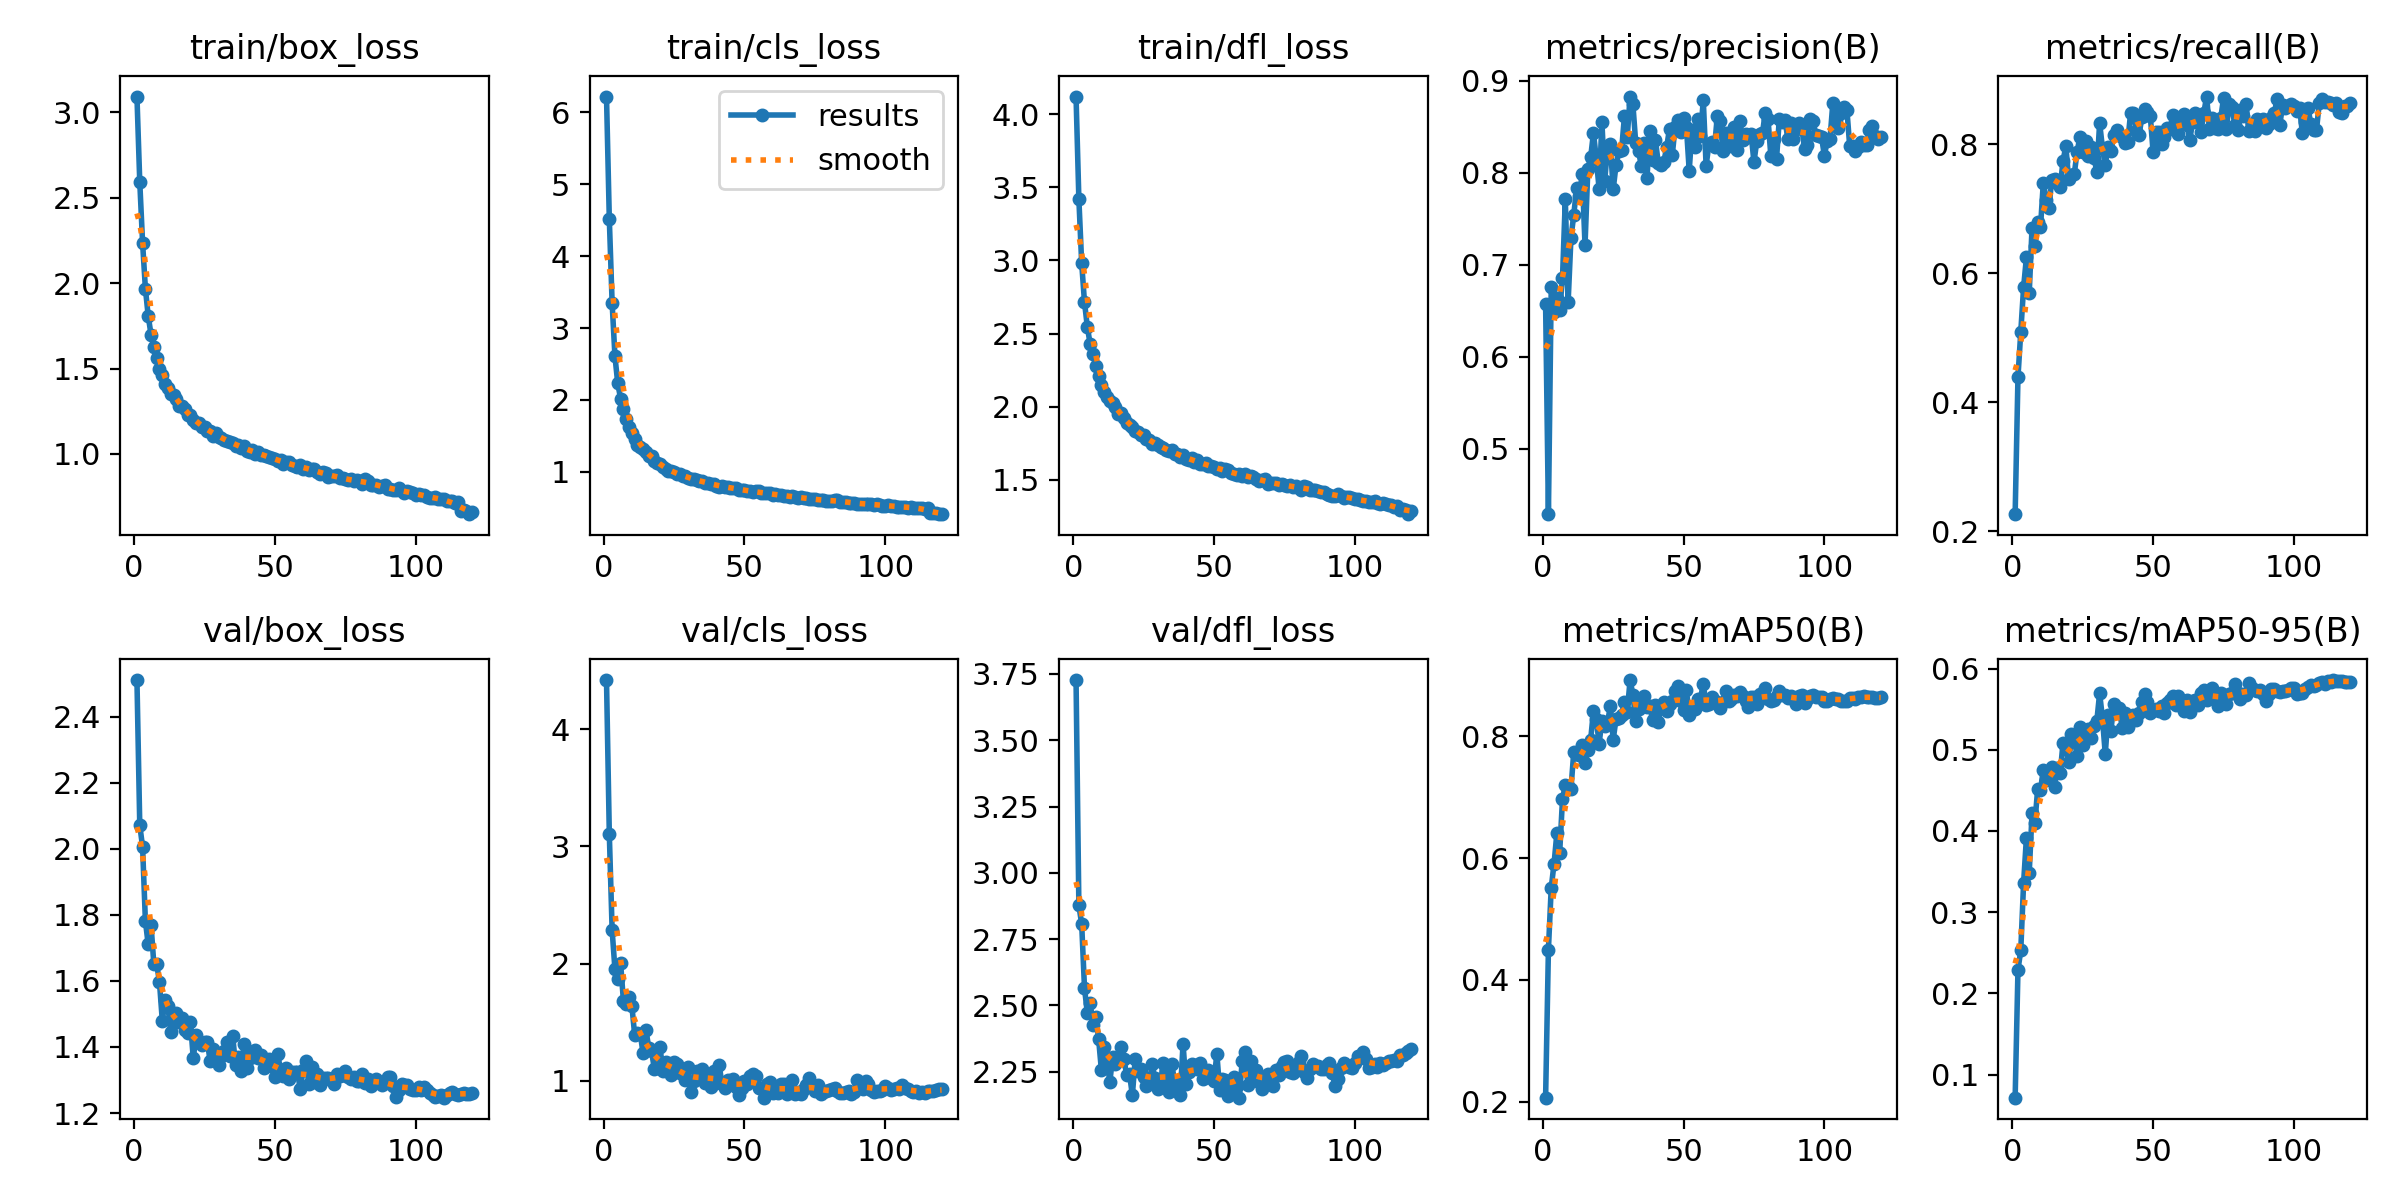 train/box_loss
3.0
2.5
2.0
1.5
1.0
0 50 100
train/cls_loss
results
smooth
6
5
4
3
2
1
0 50 100
train/dfl_loss
4.0
3.5
3.0
2.5
2.0
1.5
0 50 100
metrics/precision(B)
0.9
0.8
0.7
0.6
0.5
0 50 100
metrics/recall(B)
0.8
0.6
0.4
0.2
0 50 100
val/box_loss
2.4
2.2
2.0
1.8
1.6
1.4
1.2
0 50 100
val/cls_loss
4
3
2
1
0 50 100
val/dfl_loss
3.75
3.50
3.25
3.00
2.75
2.50
2.25
0 50 100
metrics/mAP50(B)
0.8
0.6
0.4
0.2
0 50 100
metrics/mAP50-95(B)
0.6
0.5
0.4
0.3
0.2
0.1
0 50 100